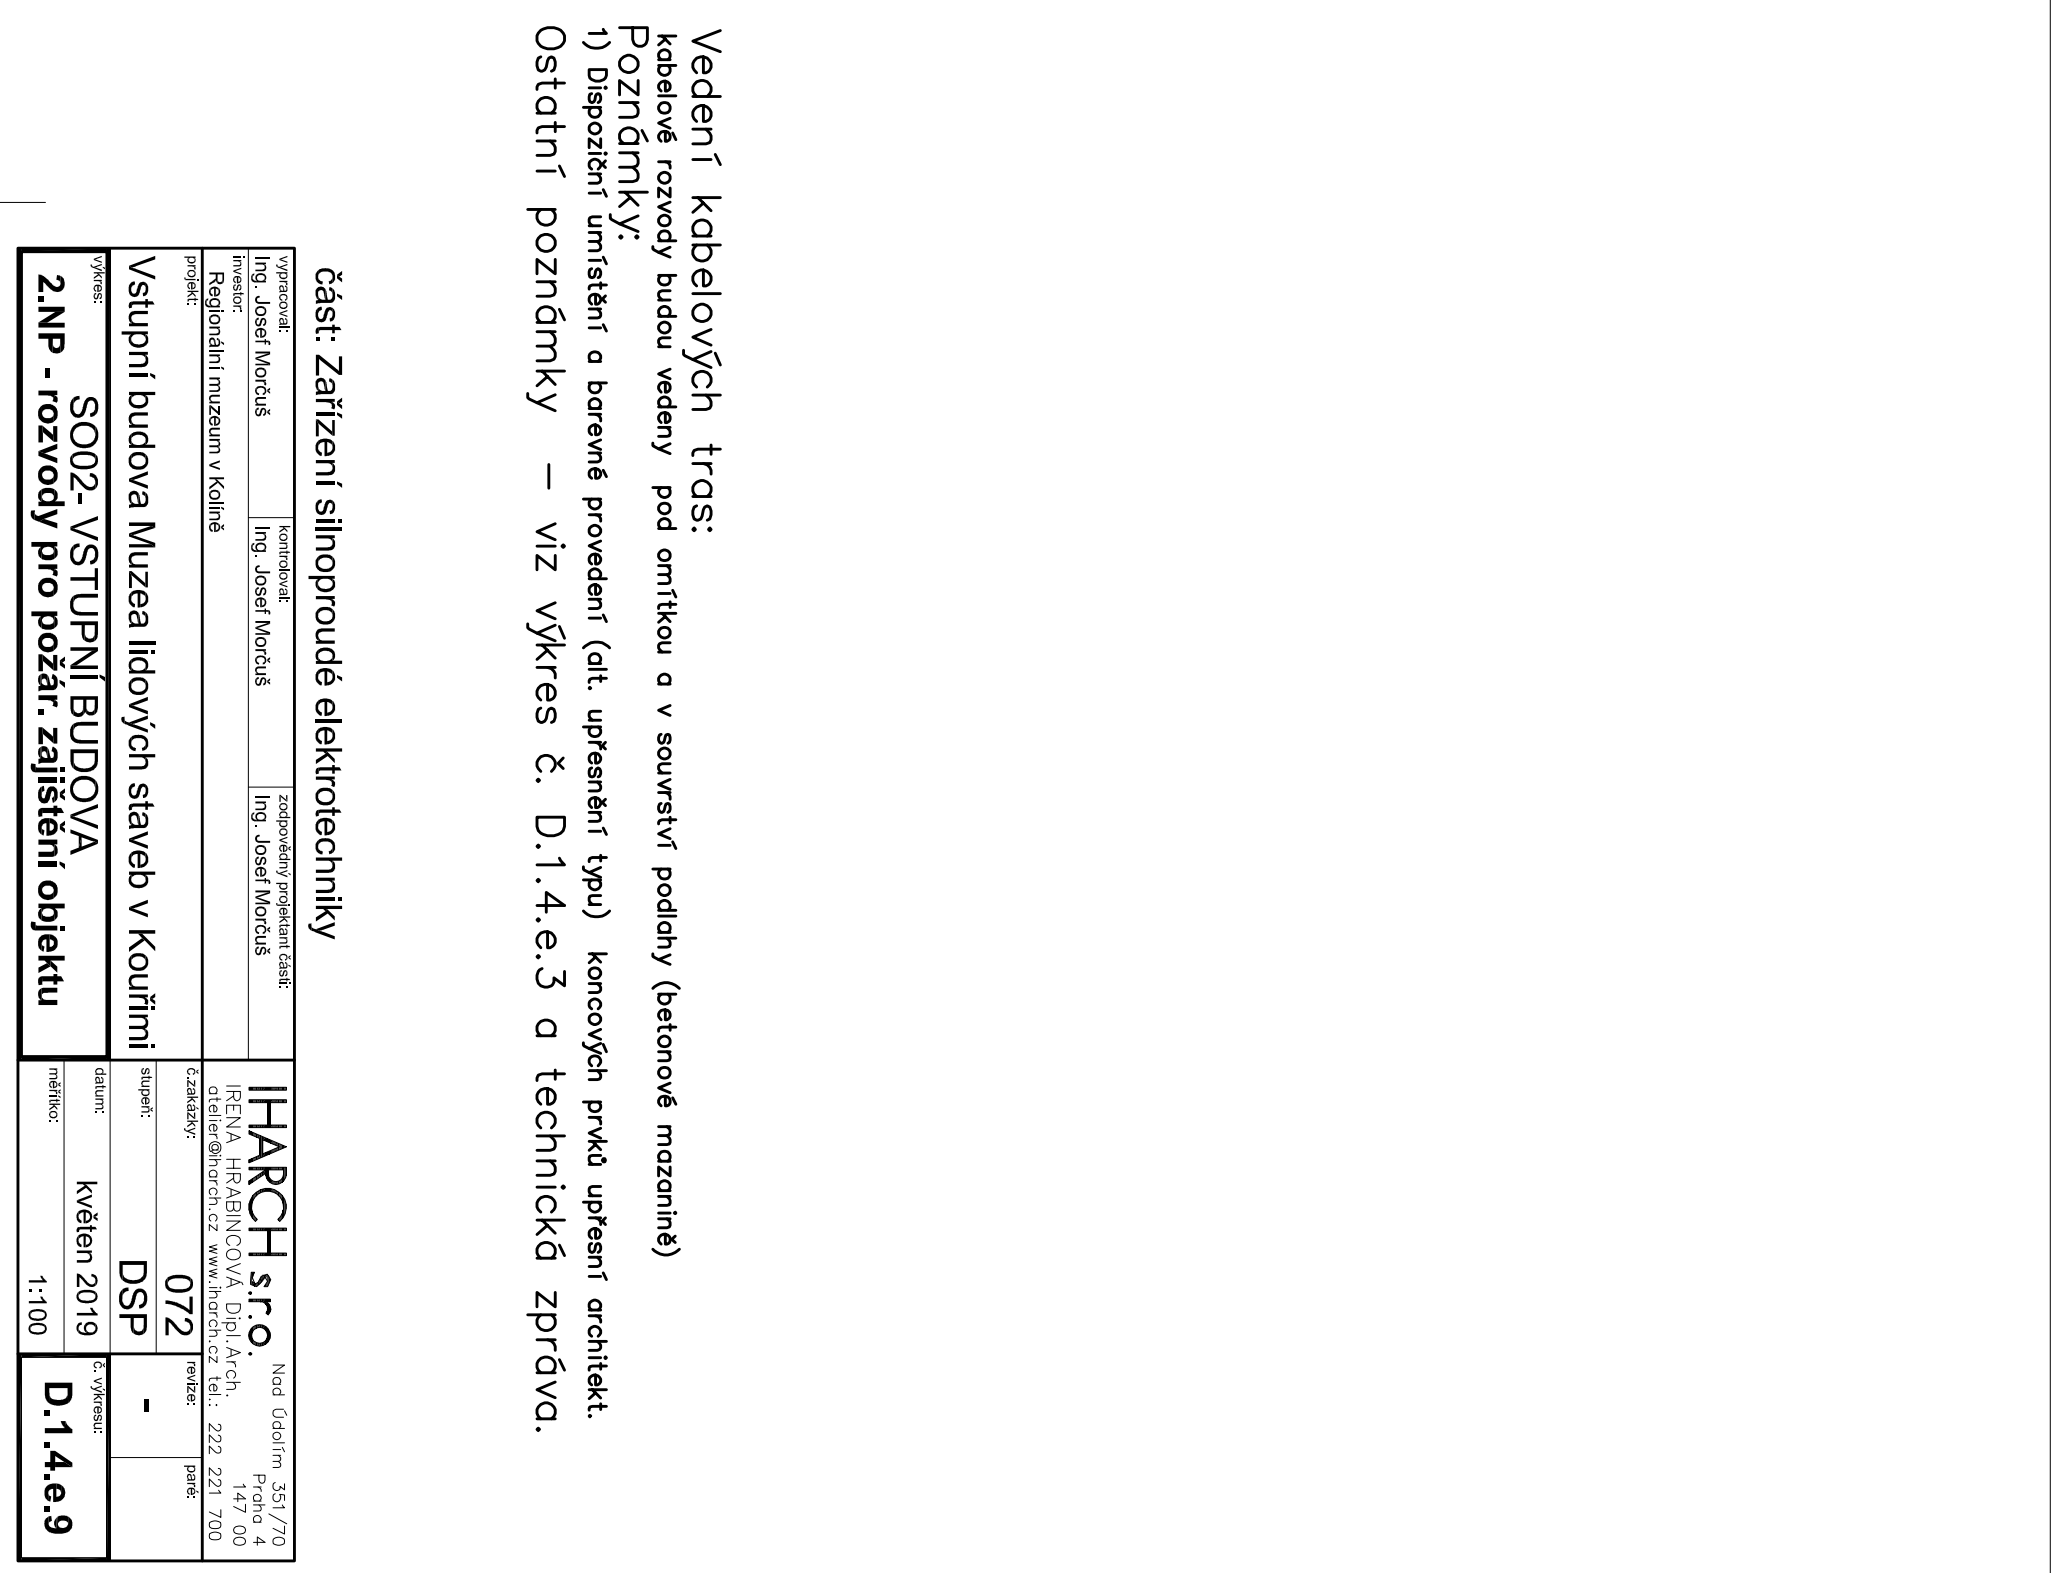 Vedení kabelových tras:
kabelové rozvody budou vedeny pod omítkou a v souvrství podlahy (betonové mazanině)
Poznámky:
1) Dispoziční umístění a barevné provedení (alt. upřesnění typu) koncových prvků upřesní architekt.
Ostatní poznámky – viz výkres č. D.1.4.e.3 a technická zpráva.
část: Zařízení silnoproudé elektrotechniky
vypracoval:
Ing. Josef Morčuš
kontroloval:
Ing. Josef Morčuš
zodpovědný projektant části:
Ing. Josef Morčuš
investor:
Regionální muzeum v Kolíně
IHARCH s.r.o.
IRENA HRABINCOVÁ Dipl.Arch.
atelier@iharch.cz www.iharch.cz tel.: 222 221 700
Nad Údolím 351/70
Praha 4
147 00
projekt:
Vstupní budova Muzea lidových staveb v Kouřimi
č.zakázky:
072
stupeň:
DSP
revize:
-
paré:
výkres:
SO02- VSTUPNÍ BUDOVA
2.NP - rozvody pro požár. zajištění objektu
datum:
květen 2019
měřítko:
1:100
č. výkresu:
D.1.4.e.9